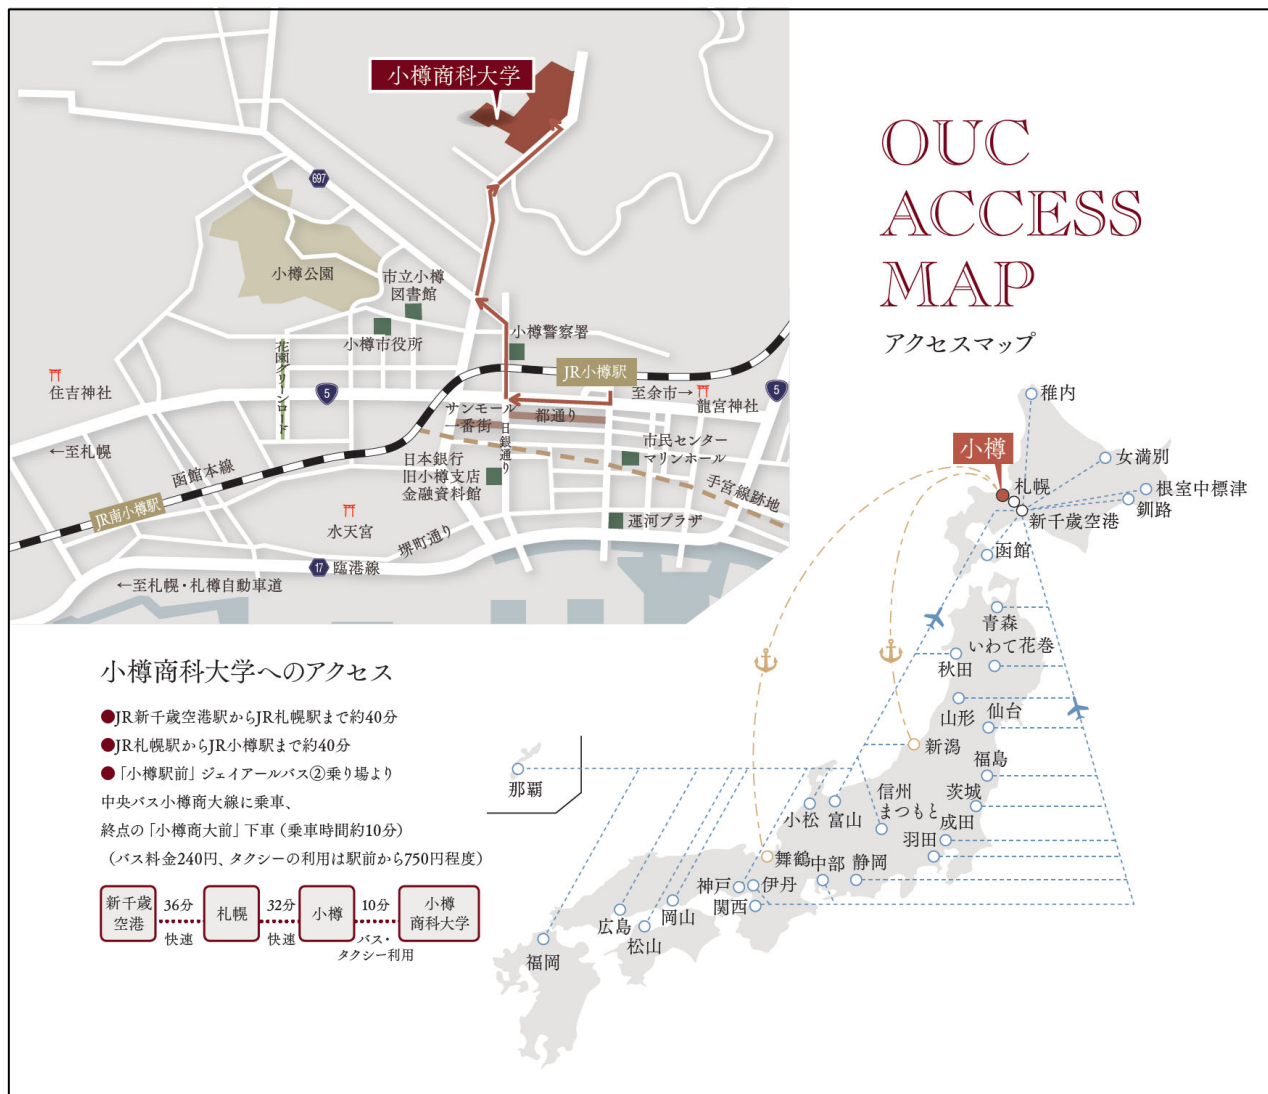 小樽商科大学
OUC
ACCESS
MAP
アクセスマップ
697
小樽公園
市立小樽
図書館
小樽市役所
小樽警察署
JR小樽駅
花園グリーンロード
住吉神社
5
至余市→
龍宮神社
5
サンモール
一番街
都通り
日銀通り
←至札幌
函館本線
日本銀行
旧小樽支店
金融資料館
市民センター
マリンホール
手宮線跡地
JR南小樽駅
水天宮
堺町通り
運河プラザ
17
臨港線
←至札幌・札樽自動車道
稚内
小樽
女満別
札幌
根室中標津
釧路
新千歳空港
函館
青森
いわて花巻
秋田
山形
仙台
新潟
福島
那覇
信州
まつもと
茨城
小松
富山
成田
羽田
舞鶴
中部
静岡
神戸
伊丹
関西
岡山
広島
松山
福岡
小樽商科大学へのアクセス
●JR新千歳空港駅からJR札幌駅まで約40分
●JR札幌駅からJR小樽駅まで約40分
●「小樽駅前」ジェイアールバス②乗り場より
中央バス小樽商大線に乗車、
終点の「小樽商大前」下車（乗車時間約10分）
（バス料金240円、タクシーの利用は駅前から750円程度）
新千歳
空港
36分
快速
札幌
32分
快速
小樽
10分
バス・
タクシー利用
小樽
商科大学